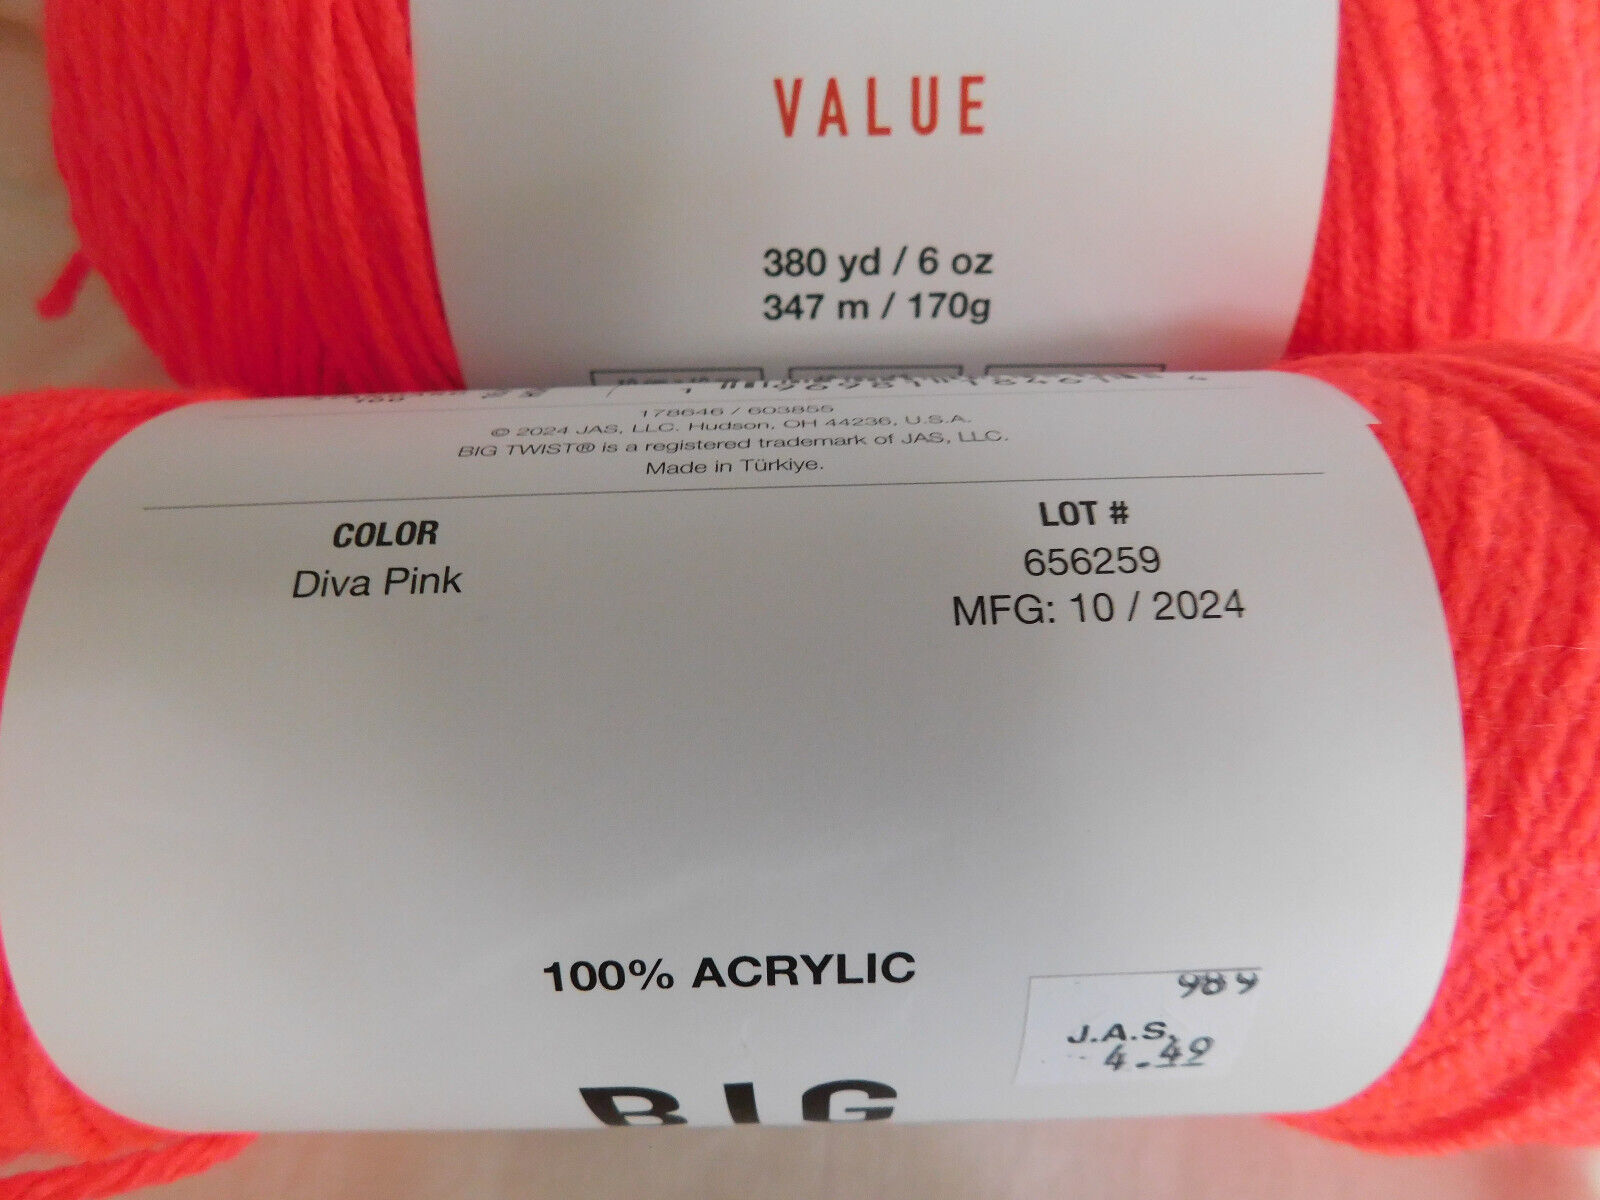 VALUE
380 yd / 6 oz
347 m / 170g
178646 / 603855
© 2024 JAS, LLC. Hudson, OH 44236, U.S.A.
BIG TWIST® is a registered trademark of JAS, LLC.
Made in Türkiye.
COLOR
Diva Pink
LOT #
656259
MFG: 10 / 2024
100% ACRYLIC
989
J.A.S.
4.49
BIG